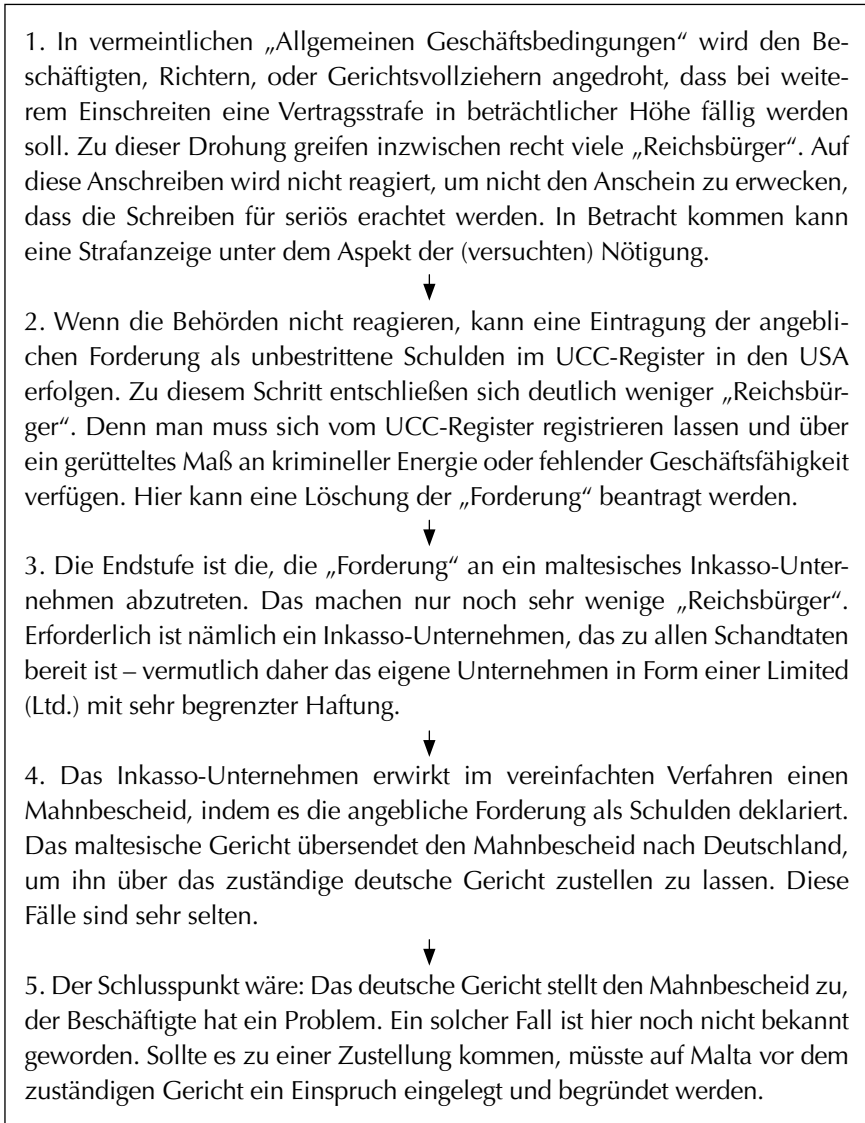 1. In vermeintlichen „Allgemeinen Geschäftsbedingungen“ wird den Be-
schäftigten, Richtern, oder Gerichtsvollziehern angedroht, dass bei weite-
rem Einschreiten eine Vertragsstrafe in beträchtlicher Höhe fällig werden
soll. Zu dieser Drohung greifen inzwischen recht viele „Reichsbürger“. Auf
diese Anschreiben wird nicht reagiert, um nicht den Anschein zu erwecken,
dass die Schreiben für seriös erachtet werden. In Betracht kommen kann
eine Strafanzeige unter dem Aspekt der (versuchten) Nötigung.
2. Wenn die Behörden nicht reagieren, kann eine Eintragung der angebli-
chen Forderung als unbestrittene Schulden im UCC-Register in den USA
erfolgen. Zu diesem Schritt entschließen sich deutlich weniger „Reichsbür-
ger“. Denn man muss sich vom UCC-Register registrieren lassen und über
ein gerütteltes Maß an krimineller Energie oder fehlender Geschäftsfähigkeit
verfügen. Hier kann eine Löschung der „Forderung“ beantragt werden.
3. Die Endstufe ist die, die „Forderung“ an ein maltesisches Inkasso-Unter-
nehmen abzutreten. Das machen nur noch sehr wenige „Reichsbürger“.
Erforderlich ist nämlich ein Inkasso-Unternehmen, das zu allen Schandtaten
bereit ist – vermutlich daher das eigene Unternehmen in Form einer Limited
(Ltd.) mit sehr begrenzter Haftung.
4. Das Inkasso-Unternehmen erwirkt im vereinfachten Verfahren einen
Mahnbescheid, indem es die angebliche Forderung als Schulden deklariert.
Das maltesische Gericht übersendet den Mahnbescheid nach Deutschland,
um ihn über das zuständige deutsche Gericht zustellen zu lassen. Diese
Fälle sind sehr selten.
5. Der Schlusspunkt wäre: Das deutsche Gericht stellt den Mahnbescheid zu,
der Beschäftigte hat ein Problem. Ein solcher Fall ist hier noch nicht bekannt
geworden. Sollte es zu einer Zustellung kommen, müsste auf Malta vor dem
zuständigen Gericht ein Einspruch eingelegt und begründet werden.